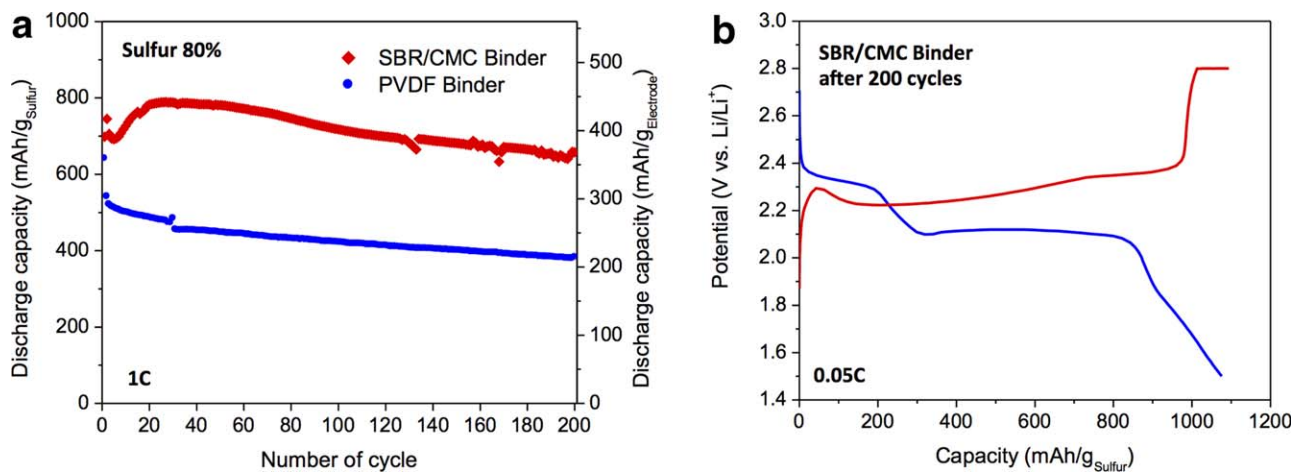 a
Sulfur 80%
SBR/CMC Binder
PVDF Binder
1C
Discharge capacity (mAh/gSulfur)
1000
800
600
400
200
0
Discharge capacity (mAh/gElectrode)
500
400
300
200
100
0
0 20 40 60 80 100 120 140 160 180 200
Number of cycle
b
SBR/CMC Binder
after 200 cycles
0.05C
Potential (V vs. Li/Li+)
3.0
2.8
2.6
2.4
2.2
2.0
1.8
1.6
1.4
0 200 400 600 800 1000 1200
Capacity (mAh/gSulfur)